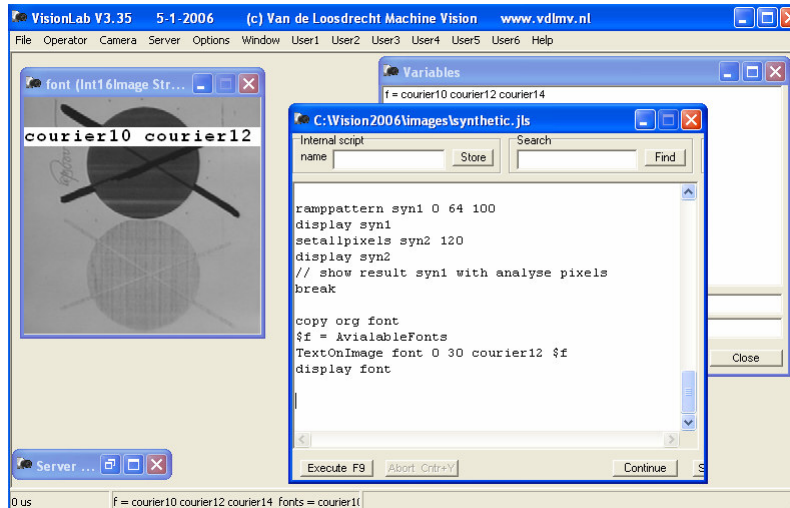 VisionLab V3.35 5-1-2006 (c) Van de Loosdrecht Machine Vision www.vdlmv.nl
File Operator Camera Server Options Window User1 User2 User3 User4 User5 User6 Help
font (Int16Image Str...
courier10 courier12
Variables
f = courier10 courier12 courier14
C:\Vision2006\images\synthetic.jls
Internal script
name
Store
Search
Find
ramppattern syn1 0 64 100
display syn1
setallpixels syn2 120
display syn2
// show result syn1 with analyse pixels
break
copy org font
$f = AvialableFonts
TextOnImage font 0 30 courier12 $f
display font
Execute F9
Abort Cntr+Y
Continue
Close
Server ...
0 us
f = courier10 courier12 courier14 fonts = courier1(